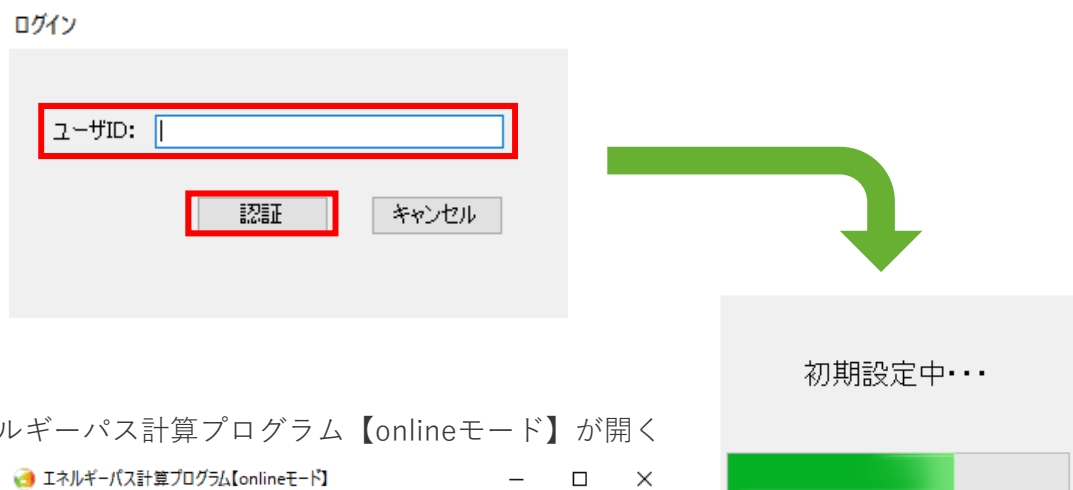 ログイン
ユーザID:
認証 キャンセル
初期設定中・・・
ルギーパス計算プログラム【onlineモード】が開く
エネルギーパス計算プログラム【onlineモード】